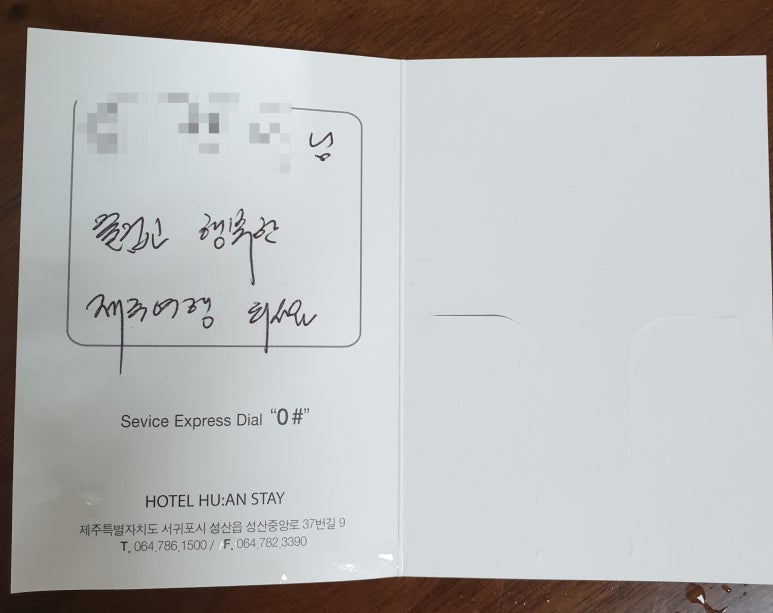 님
즐겁고 행복한
제주여행 되세요
Sevice Express Dial “0#”
HOTEL HU:AN STAY
제주특별자치도 서귀포시 성산읍 성산중앙로 37번길 9
T. 064.786.1500 / F. 064.782.3390